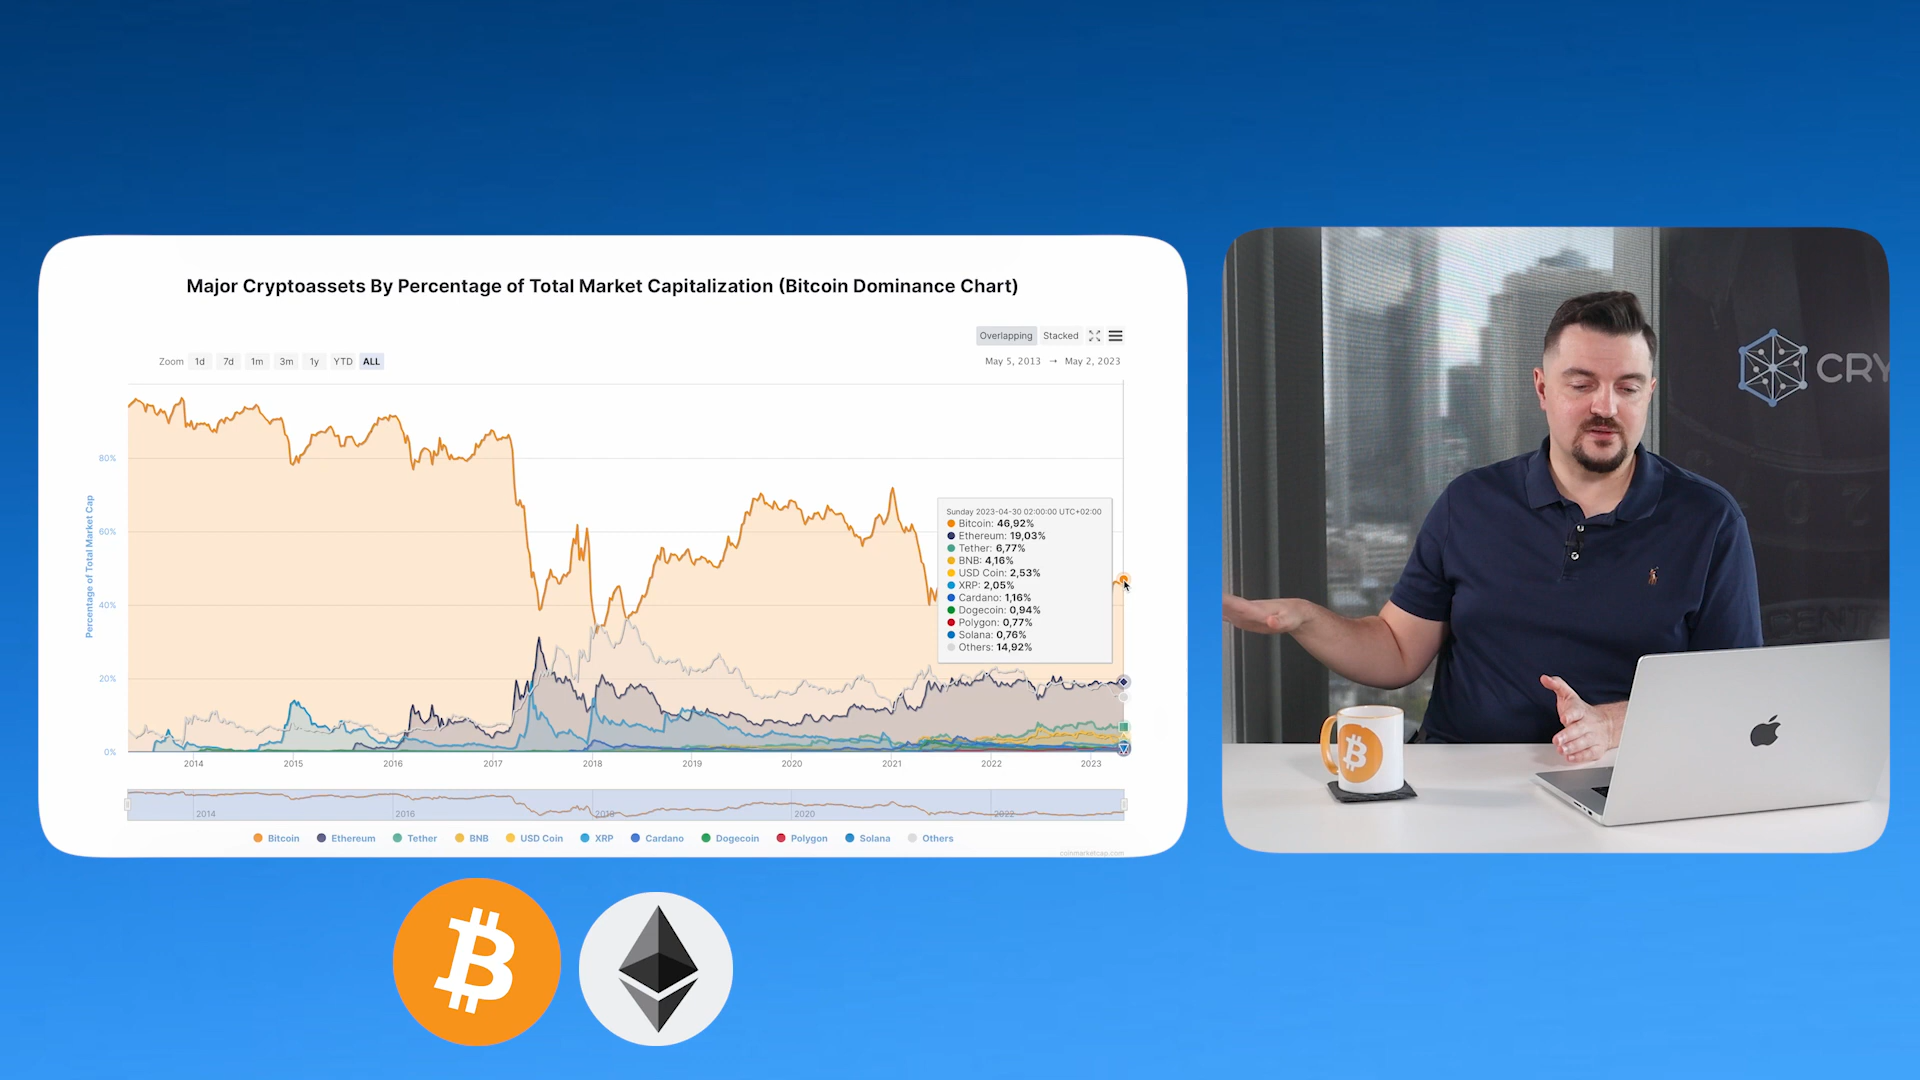 Major Cryptoassets By Percentage of Total Market Capitalization (Bitcoin Dominance Chart)
Overlapping Stacked
Zoom 1d 7d 1m 3m 1y YTD ALL
May 5, 2013 → May 2, 2023
Percentage of Total Market Cap
80%
60%
40%
20%
0%
Sunday 2023-04-30 02:00:00 UTC+02:00
Bitcoin: 46,92%
Ethereum: 19,03%
Tether: 6,77%
BNB: 4,16%
USD Coin: 2,53%
XRP: 2,05%
Cardano: 1,16%
Dogecoin: 0,94%
Polygon: 0,77%
Solana: 0,76%
Others: 14,92%
2014 2015 2016 2017 2018 2019 2020 2021 2022 2023
2014 2016 2018 2020 2022
Bitcoin Ethereum Tether BNB USD Coin XRP Cardano Dogecoin Polygon Solana Others
coinmarketcap.com
CRY